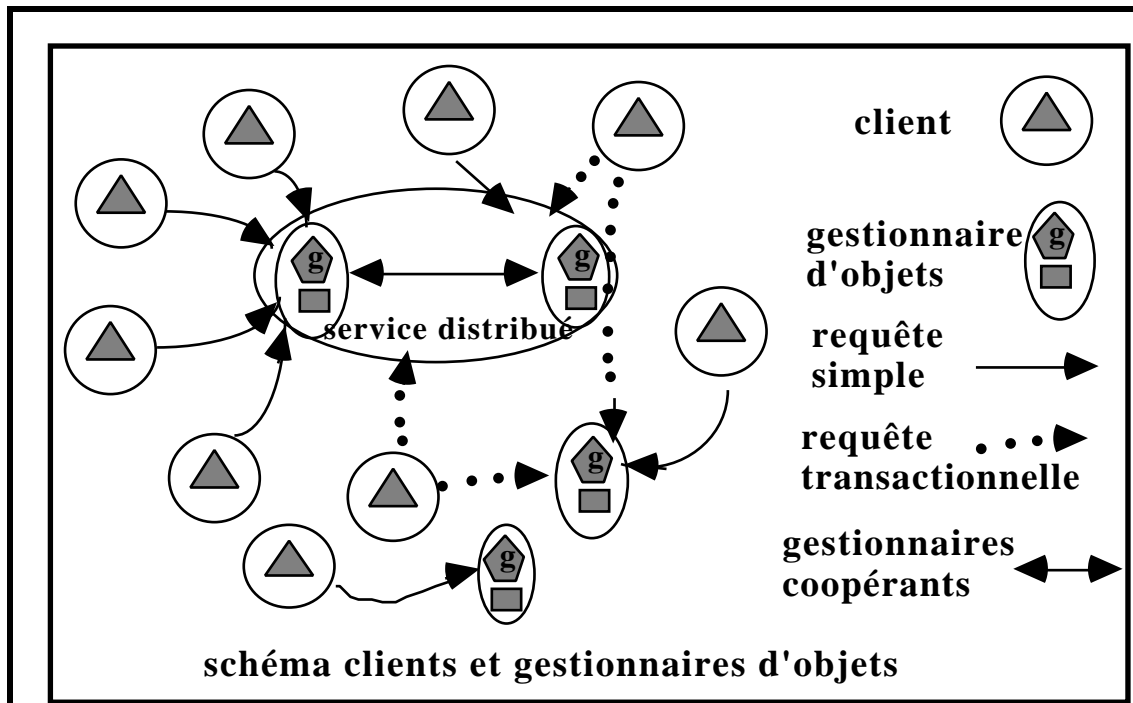 client
g
g
g
gestionnaire
d'objets
service distribué
requête
simple
requête
transactionnelle
g
g
gestionnaires
coopérants
schéma clients et gestionnaires d'objets